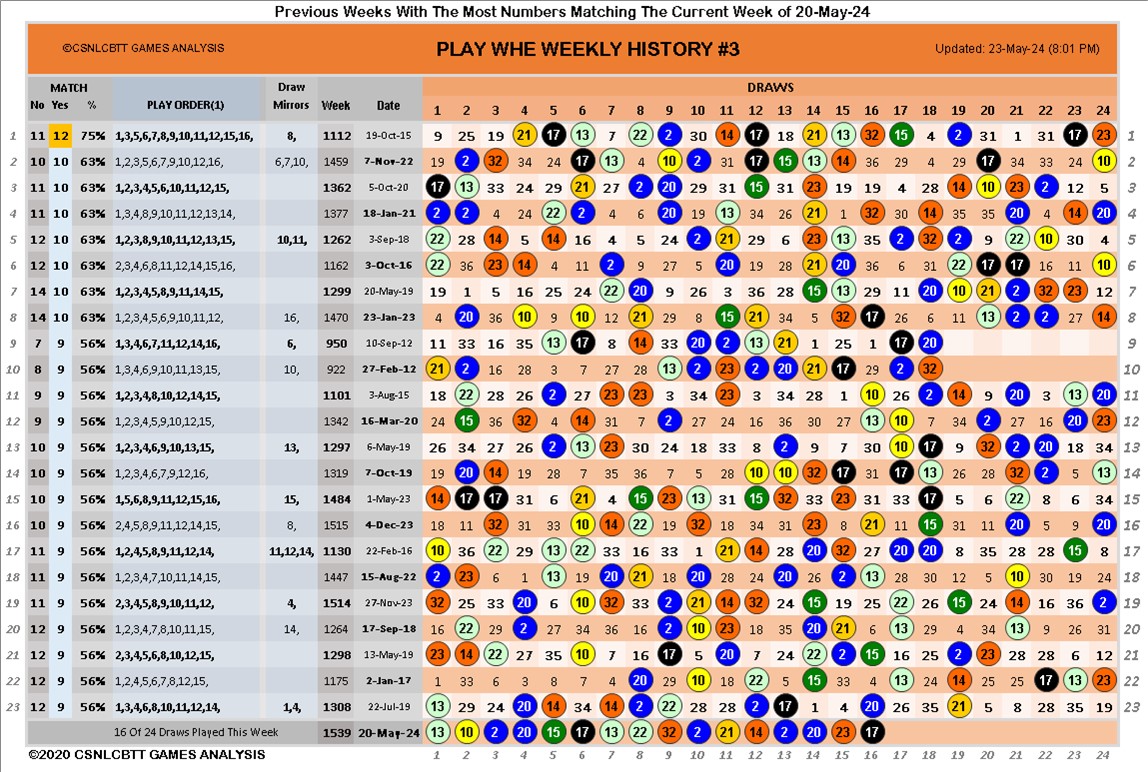 Previous Weeks With The Most Numbers Matching The Current Week of 20-May-24
©CSNLCBTT GAMES ANALYSIS PLAY WHE WEEKLY HISTORY #3 Updated: 23-May-24 (8:01 PM)
MATCH Draw DRAWS
No Yes % PLAY ORDER(1) Mirrors Week Date 1 2 3 4 5 6 7 8 9 10 11 12 13 14 15 16 17 18 19 20 21 22 23 24
1 11 12 75% 1,3,5,6,7,8,9,10,11,12,15,16, 8, 1112 19-Oct-15 9 25 19 21 17 13 7 22 2 30 14 17 18 21 13 32 15 4 2 31 1 31 17 23 1
2 10 10 63% 1,2,3,5,6,7,9,10,12,16, 6,7,10, 1459 7-Nov-22 19 2 32 34 24 17 13 4 10 2 31 17 15 13 14 36 29 4 29 17 34 33 24 10 2
3 11 10 63% 1,2,3,4,5,6,10,11,12,15, 1362 5-Oct-20 17 13 33 24 29 21 27 2 20 29 31 15 31 23 19 19 4 28 14 10 23 2 12 5 3
4 11 10 63% 1,3,4,8,9,10,11,12,13,14, 1377 18-Jan-21 2 2 4 24 22 2 4 6 20 19 13 34 26 21 1 32 30 14 35 35 20 4 14 20 4
5 12 10 63% 1,2,3,8,9,10,11,12,13,15, 10,11, 1262 3-Sep-18 22 28 14 5 14 16 4 5 24 2 21 29 6 23 13 35 2 32 2 9 22 10 30 4 5
6 12 10 63% 2,3,4,6,8,11,12,14,15,16, 1162 3-Oct-16 22 36 23 14 4 11 2 9 27 5 20 19 28 21 20 36 6 31 22 17 17 16 11 10 6
7 14 10 63% 1,2,3,4,5,8,9,11,14,15, 1299 20-May-19 19 1 5 16 25 24 22 20 9 26 3 36 28 15 13 29 11 20 10 21 2 32 23 12 7
8 14 10 63% 1,2,3,4,5,6,9,10,11,12, 16, 1470 23-Jan-23 4 20 36 10 9 10 28 21 29 8 15 21 34 5 32 17 26 6 11 13 2 2 27 14 8
9 7 9 56% 1,3,4,6,7,11,12,14,16, 6, 950 10-Sep-12 11 33 16 35 13 17 8 14 33 20 2 13 21 1 25 1 17 20 9
10 8 9 56% 1,3,4,6,9,10,11,13,15, 10, 922 27-Feb-12 21 2 16 28 3 7 27 28 13 2 23 2 20 21 17 29 2 32 10
11 9 9 56% 1,2,3,4,8,10,12,14,15, 1101 3-Aug-15 18 22 28 26 2 27 23 23 3 34 23 3 34 28 1 10 26 2 14 9 20 3 13 20 11
12 9 9 56% 1,2,3,4,5,9,10,12,15, 1342 16-Mar-20 24 15 36 32 4 14 31 9 2 27 3 16 36 30 27 13 10 7 34 2 27 9 20 23 12
13 10 9 56% 1,2,3,4,6,9,10,13,15, 13, 1297 6-May-19 26 34 27 26 2 13 23 30 34 24 33 8 2 9 7 30 10 17 9 32 2 20 18 34 13
14 10 9 56% 1,2,3,4,6,7,9,12,16, 1319 7-Oct-19 19 20 14 19 28 7 35 36 7 5 28 10 10 32 17 31 17 13 26 28 32 2 5 13 14
15 10 9 56% 1,5,6,8,9,11,12,15,16, 15, 1484 1-May-23 14 17 17 31 6 21 4 15 23 13 31 15 32 33 23 31 33 17 5 6 22 8 6 34 15
16 10 9 56% 2,4,5,8,9,11,12,14,15, 8, 1515 4-Dec-23 18 11 32 31 33 10 14 22 19 32 18 34 31 23 8 21 11 15 31 11 20 5 9 20 16
17 11 9 56% 1,2,4,5,8,9,11,12,14, 11,12,14, 1130 22-Feb-16 10 36 22 29 13 22 33 16 33 1 21 14 28 20 32 27 20 20 8 35 28 28 15 8 17
18 11 9 56% 1,2,3,4,7,10,11,14,15, 1447 15-Aug-22 2 23 6 1 13 19 20 21 18 20 28 24 20 26 2 13 28 30 12 5 10 30 19 24 18
19 11 9 56% 2,3,4,5,8,9,10,11,12, 4, 1514 27-Nov-23 32 25 33 20 6 10 32 33 2 21 14 32 24 15 19 25 22 26 15 24 14 16 36 2 19
20 12 9 56% 1,2,3,4,7,8,10,11,15, 14, 1264 17-Sep-18 16 22 29 2 27 34 36 16 2 10 23 18 35 20 21 6 13 29 4 34 13 9 26 31 20
21 12 9 56% 2,3,4,5,6,8,10,12,15, 1298 13-May-19 23 14 22 27 35 10 7 16 17 5 20 7 24 22 2 15 16 25 2 23 28 28 6 12 21
22 12 9 56% 1,2,4,5,6,7,8,12,15, 1175 2-Jan-17 1 33 6 3 8 7 4 20 29 10 18 22 5 15 33 4 13 24 14 25 22 17 13 23 22
23 12 9 56% 1,3,4,6,8,10,11,12,14, 1,4, 1308 22-Jul-19 13 29 24 20 14 34 14 2 22 28 34 2 17 1 4 20 26 35 21 5 8 28 35 19 23
16 Of 24 Draws Played This Week 1539 20-May-24 13 10 2 20 15 17 13 22 32 2 21 14 2 20 23 17
©2020 CSNLCBTT GAMES ANALYSIS 1 2 3 4 5 6 7 8 9 10 11 12 13 14 15 16 17 18 19 20 21 22 23 24